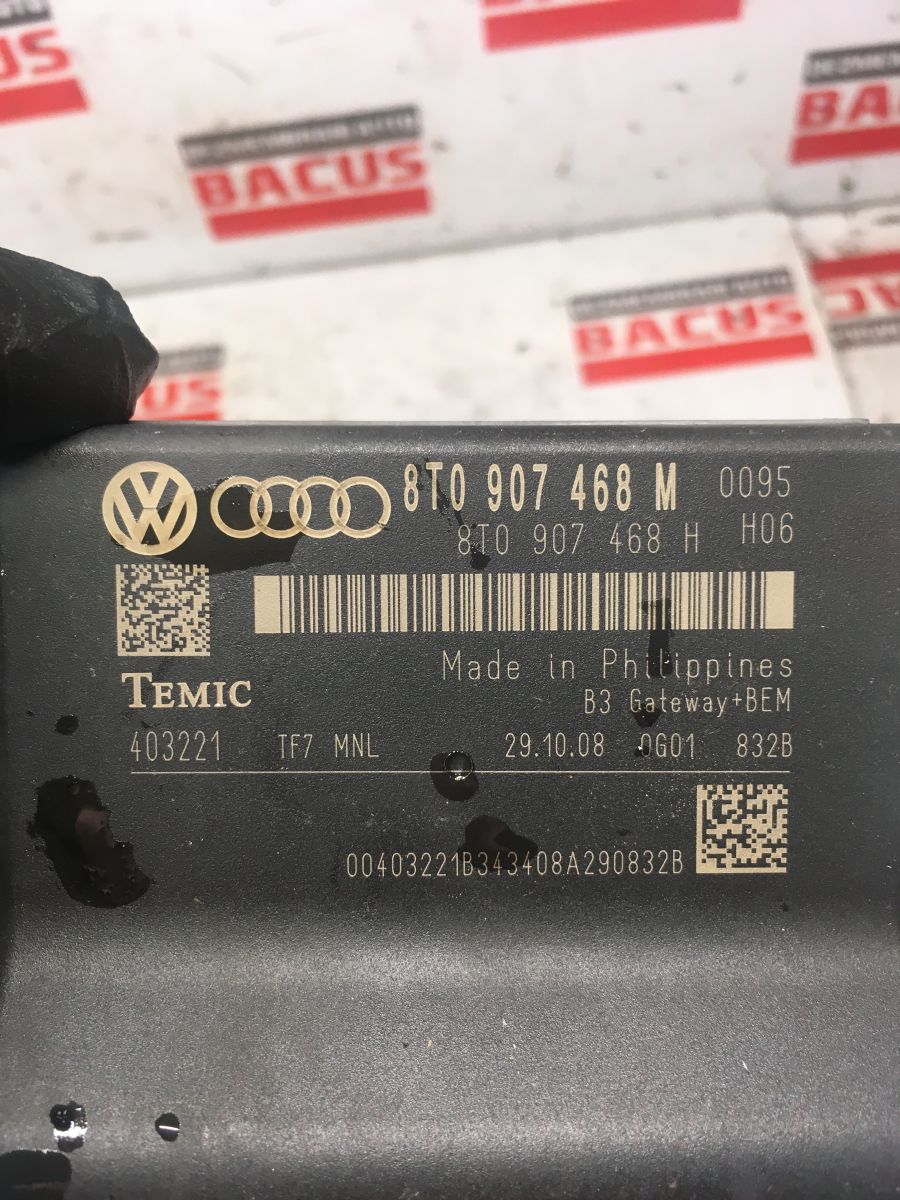 BACUS
BACUS
BACUS
8T0 907 468 M 0095
8T0 907 468 H H06
TEMIC
Made in Philippines
B3 Gateway+BEM
403221 TF7 MNL 29.10.08 0G01 832B
00403221B343408A290832B